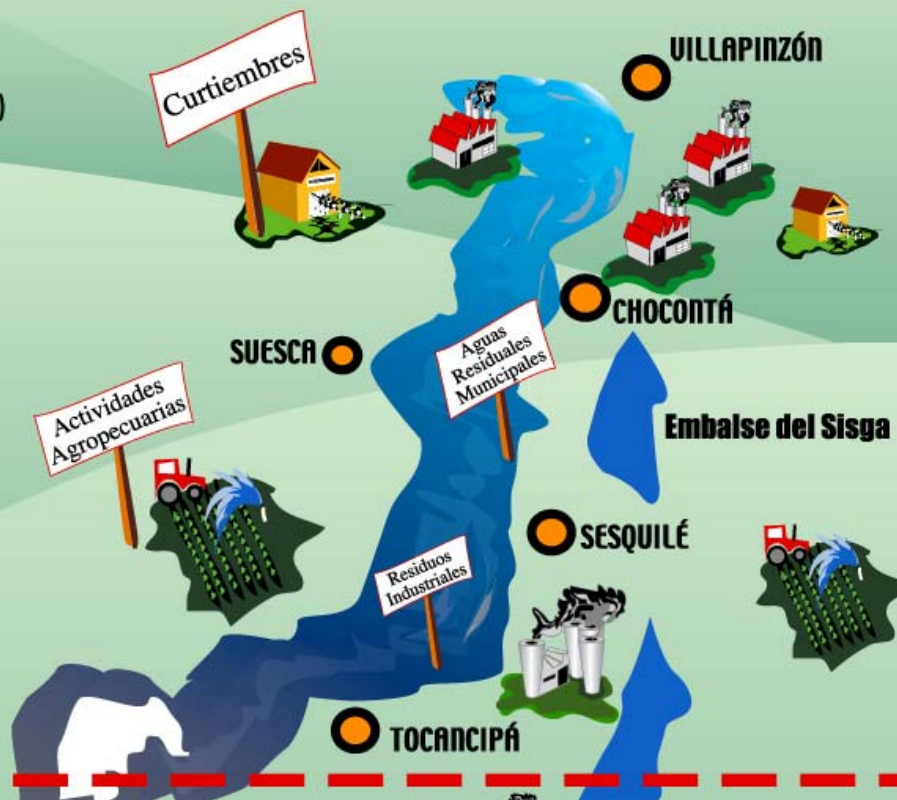 VILLAPINZÓN
)
Curtiembres
CHOCONTÁ
SUESCA
Aguas
Residuales
Municipales
Actividades
Agropecuarias
Embalse del Sisga
SESQUILÉ
Residuos
Industriales
TOCANCIPÁ